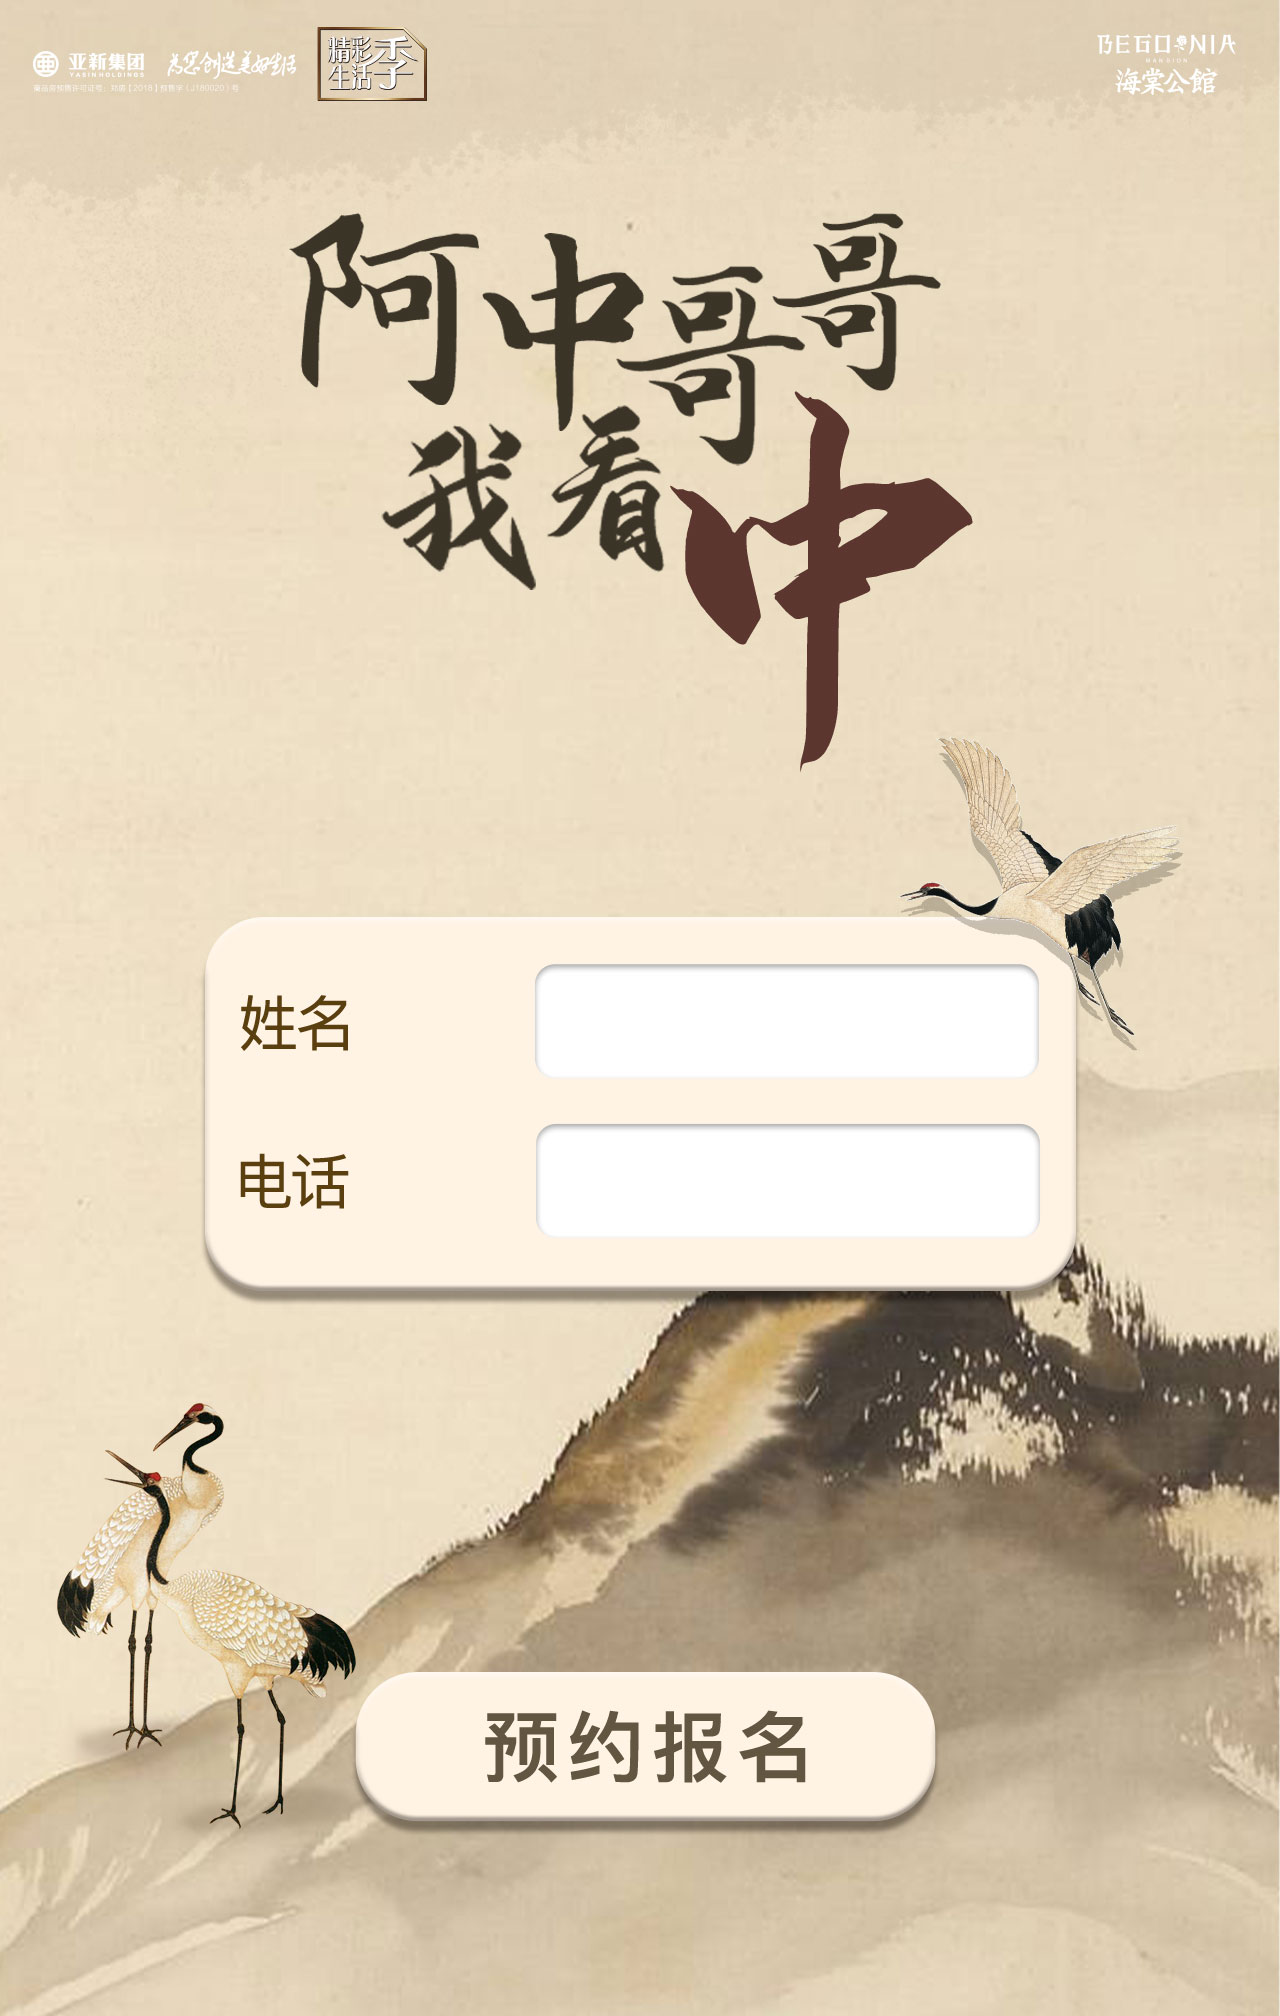 亚新集团
YAXIN HOLDINGS
为您创造美好生活
精彩
生活
季
BEGONIA
MANSION
海棠公館
阿中哥哥
我看中
姓名
电话
预约报名